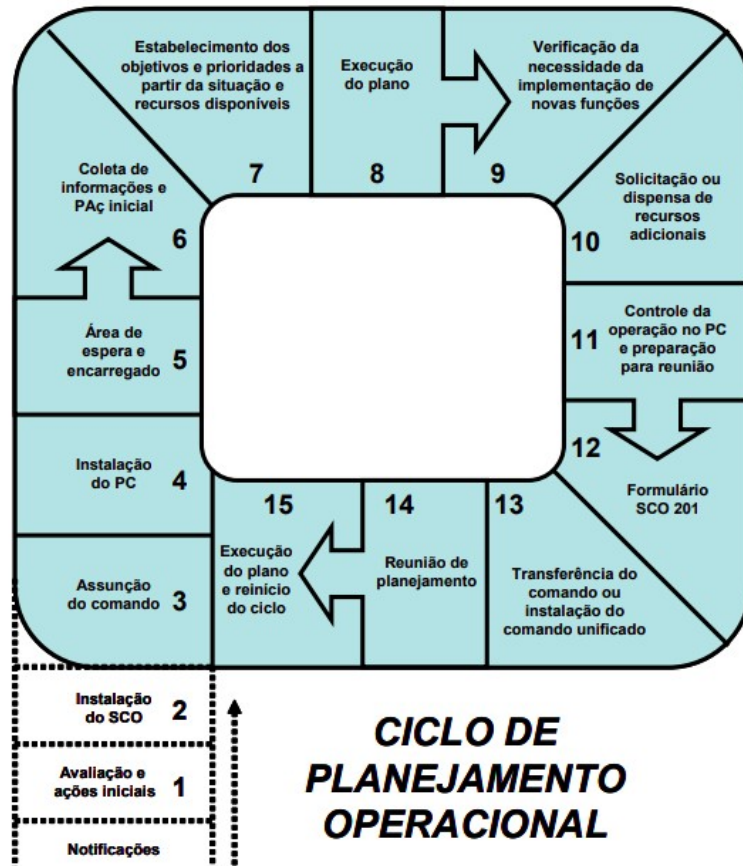 Estabelecimento dos
objetivos e prioridades a
partir da situação e
recursos disponíveis
7
Execução
do plano
8
Verificação da
necessidade da
implementação de
novas funções
9
Coleta de
informações e
PAç inicial
6
Solicitação ou
dispensa de
recursos
adicionais
10
Área de
espera e
encarregado
5
Controle da
operação no PC
e preparação
para reunião
11
Instalação
do PC
4
12
Formulário
SCO 201
15
Execução
do plano
e reinício
do ciclo
14
Reunião de
planejamento
13
Transferência do
comando ou
instalação do
comando unificado
Assunção
do comando
3
Instalação
do SCO
2
Avaliação e
ações iniciais
1
Notificações
CICLO DE
PLANEJAMENTO
OPERACIONAL